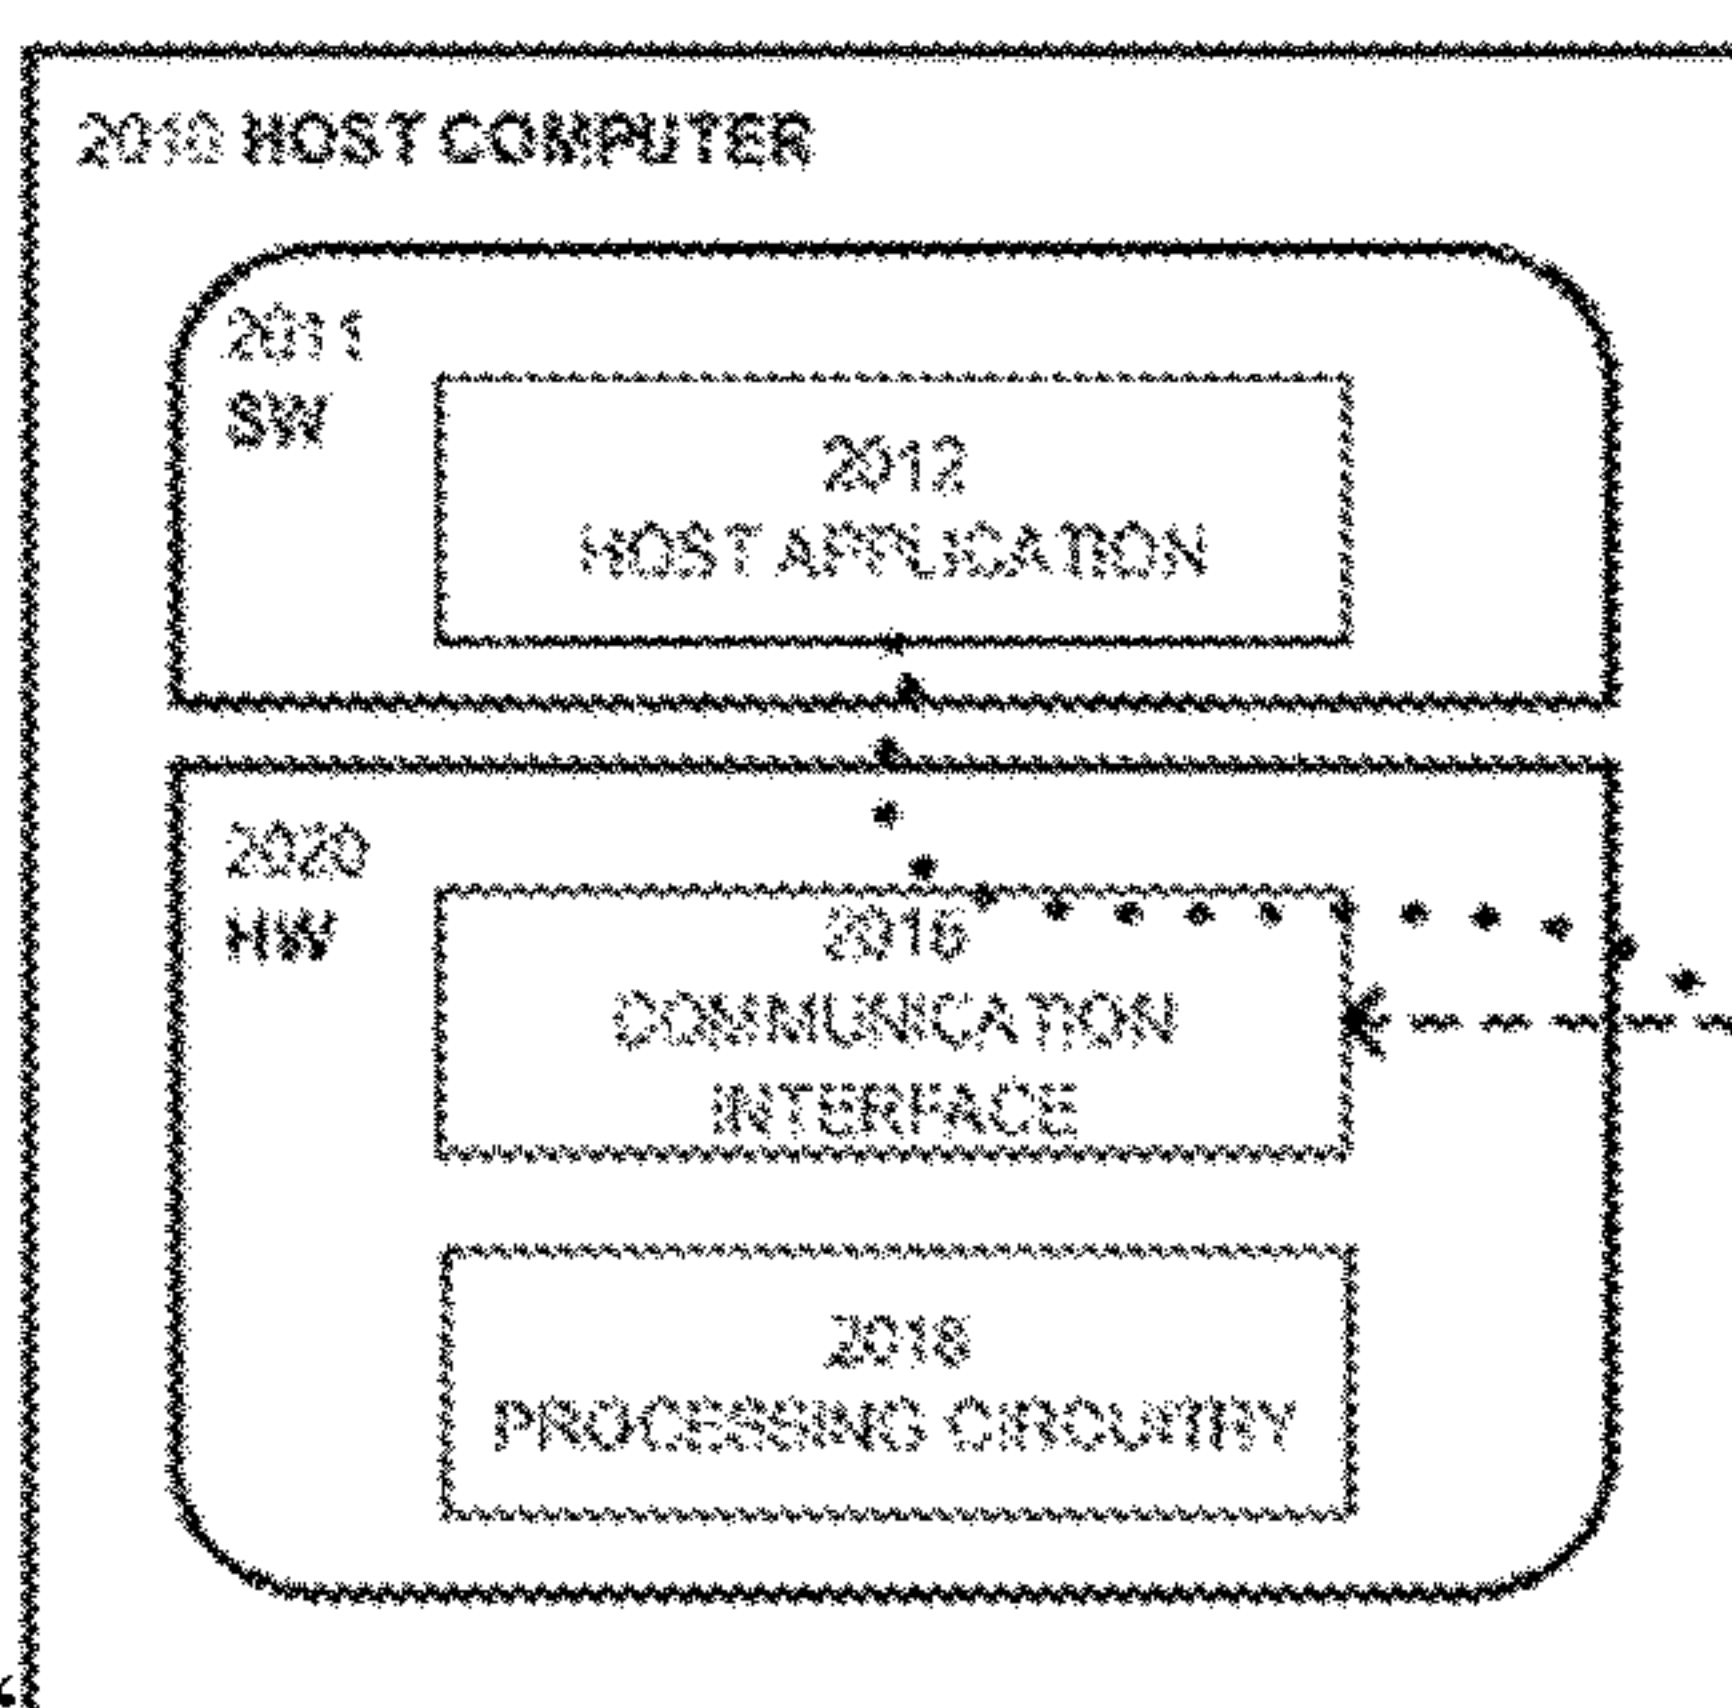 2010 HOST COMPUTER
2011
SW
2012
HOST APPLICATION
2020
HW
2016
COMMUNICATION
INTERFACE
2018
PROCESSING CIRCUITRY